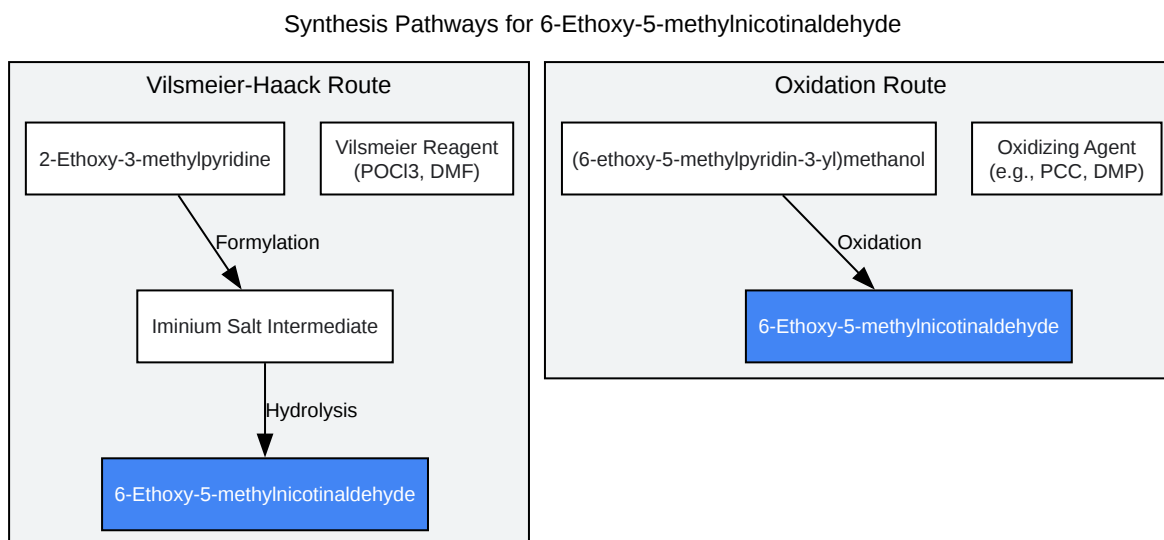 Synthesis Pathways for 6-Ethoxy-5-methylnicotinaldehyde
Vilsmeier-Haack Route
2-Ethoxy-3-methylpyridine
Vilsmeier Reagent
(POCl3, DMF)
Formylation
Iminium Salt Intermediate
Hydrolysis
6-Ethoxy-5-methylnicotinaldehyde
Oxidation Route
(6-ethoxy-5-methylpyridin-3-yl)methanol
Oxidizing Agent
(e.g., PCC, DMP)
Oxidation
6-Ethoxy-5-methylnicotinaldehyde